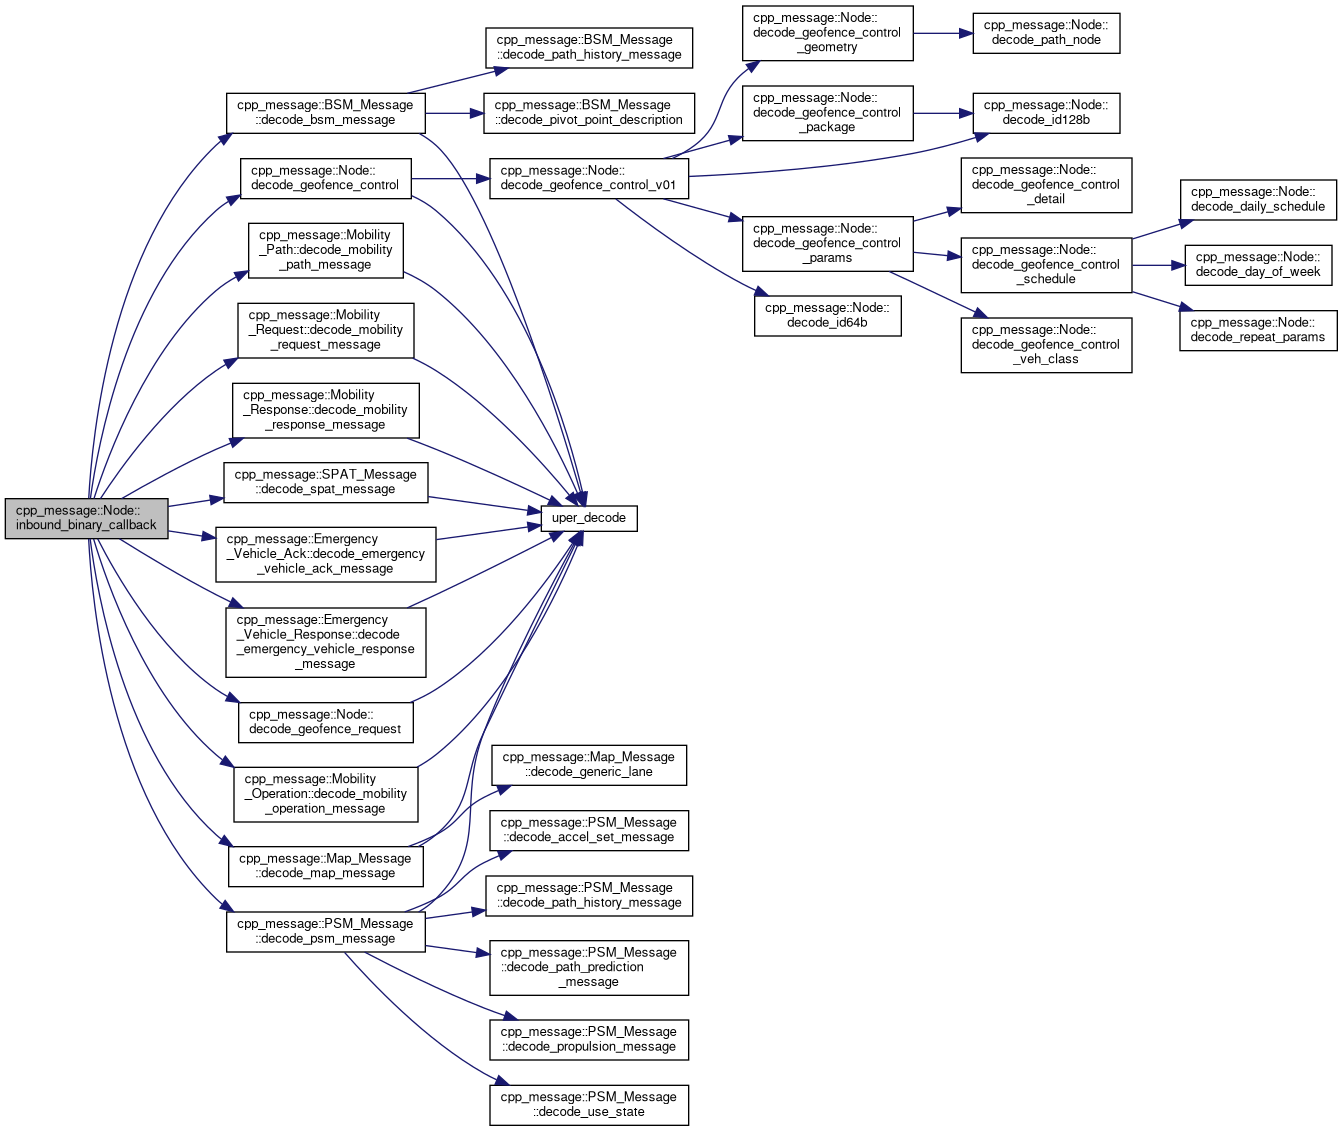 cpp_message::Node::
inbound_binary_callback
cpp_message::BSM_Message
::decode_bsm_message
cpp_message::Node::
decode_geofence_control
cpp_message::Mobility
_Path::decode_mobility
_path_message
cpp_message::Mobility
_Request::decode_mobility
_request_message
cpp_message::Mobility
_Response::decode_mobility
_response_message
cpp_message::SPAT_Message
::decode_spat_message
cpp_message::Emergency
_Vehicle_Ack::decode_emergency
_vehicle_ack_message
cpp_message::Emergency
_Vehicle_Response::decode
_emergency_vehicle_response
_message
cpp_message::Node::
decode_geofence_request
cpp_message::Mobility
_Operation::decode_mobility
_operation_message
cpp_message::Map_Message
::decode_map_message
cpp_message::PSM_Message
::decode_psm_message
cpp_message::BSM_Message
::decode_path_history_message
cpp_message::BSM_Message
::decode_pivot_point_description
cpp_message::Node::
decode_geofence_control_v01
uper_decode
cpp_message::Map_Message
::decode_generic_lane
cpp_message::PSM_Message
::decode_accel_set_message
cpp_message::PSM_Message
::decode_path_history_message
cpp_message::PSM_Message
::decode_path_prediction
_message
cpp_message::PSM_Message
::decode_propulsion_message
cpp_message::PSM_Message
::decode_use_state
cpp_message::Node::
decode_geofence_control
_geometry
cpp_message::Node::
decode_geofence_control
_package
cpp_message::Node::
decode_geofence_control
_params
cpp_message::Node::
decode_id64b
cpp_message::Node::
decode_path_node
cpp_message::Node::
decode_id128b
cpp_message::Node::
decode_geofence_control
_detail
cpp_message::Node::
decode_geofence_control
_schedule
cpp_message::Node::
decode_geofence_control
_veh_class
cpp_message::Node::
decode_daily_schedule
cpp_message::Node::
decode_day_of_week
cpp_message::Node::
decode_repeat_params